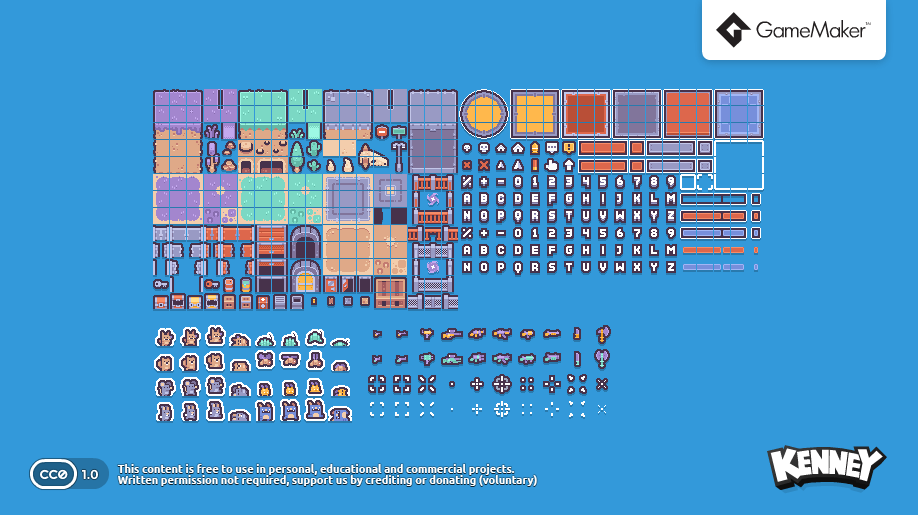 GameMaker™
% + - 0 1 2 3 4 5 6 7 8 9
A B C D E F G H I J K L M
N O P Q R S T U V W X Y Z
% + - 0 1 2 3 4 5 6 7 8 9
A B C D E F G H I J K L M
N O P Q R S T U V W X Y Z
CC0 1.0
This content is free to use in personal, educational and commercial projects.
Written permission not required, support us by crediting or donating (voluntary)
KENNEY